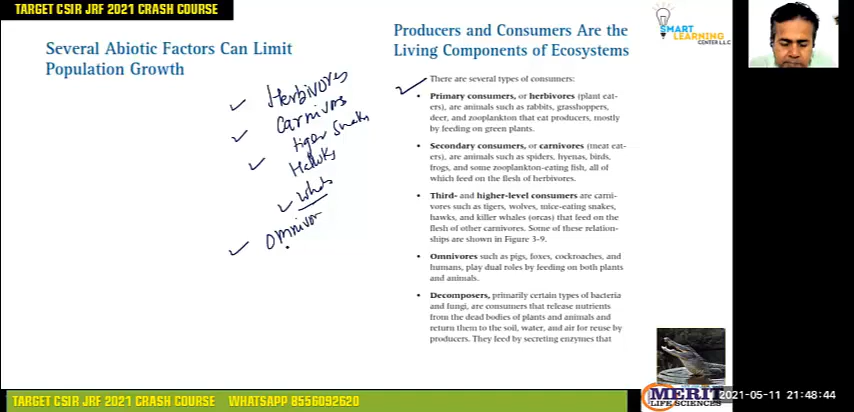 TARGET CSIR JRF 2021 CRASH COURSE
Several Abiotic Factors Can Limit
Population Growth
Herbivores
Carnivors
tiger Snake
Hawks
Omnivor
Producers and Consumers Are the
Living Components of Ecosystems
There are several types of consumers:
• Primary consumers, or herbivores (plant eat-
ers), are animals such as rabbits, grasshoppers,
deer, and zooplankton that eat producers, mostly
by feeding on green plants.
• Secondary consumers, or carnivores (meat eat-
ers), are animals such as spiders, hyenas, birds,
frogs, and some zooplankton-eating fish, all of
which feed on the flesh of herbivores.
• Third- and higher-level consumers are carni-
vores such as tigers, wolves, mice-eating snakes,
hawks, and killer whales (orcas) that feed on the
flesh of other carnivores. Some of these relation-
ships are shown in Figure 3-9.
• Omnivores such as pigs, foxes, cockroaches, and
humans, play dual roles by feeding on both plants
and animals.
• Decomposers, primarily certain types of bacteria
and fungi, are consumers that release nutrients
from the dead bodies of plants and animals and
return them to the soil, water, and air for reuse by
producers. They feed by secreting enzymes that
SMART
LEARNING
CENTER L.L.C
TARGET CSIR JRF 2021 CRASH COURSE WHATSAPP 8556092620
MERIT
LIFE SCIENCES
2021-05-11 21:48:44